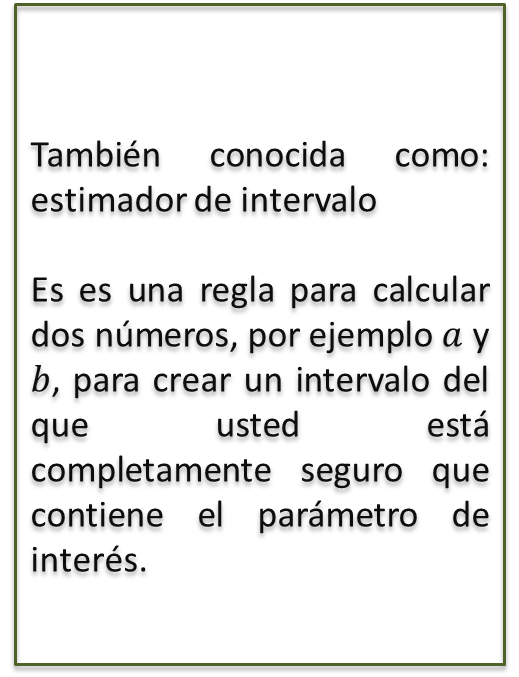 También conocida como:
estimador de intervalo
Es es una regla para calcular
dos números, por ejemplo a y
b, para crear un intervalo del
que usted está
completamente seguro que
contiene el parámetro de
interés.